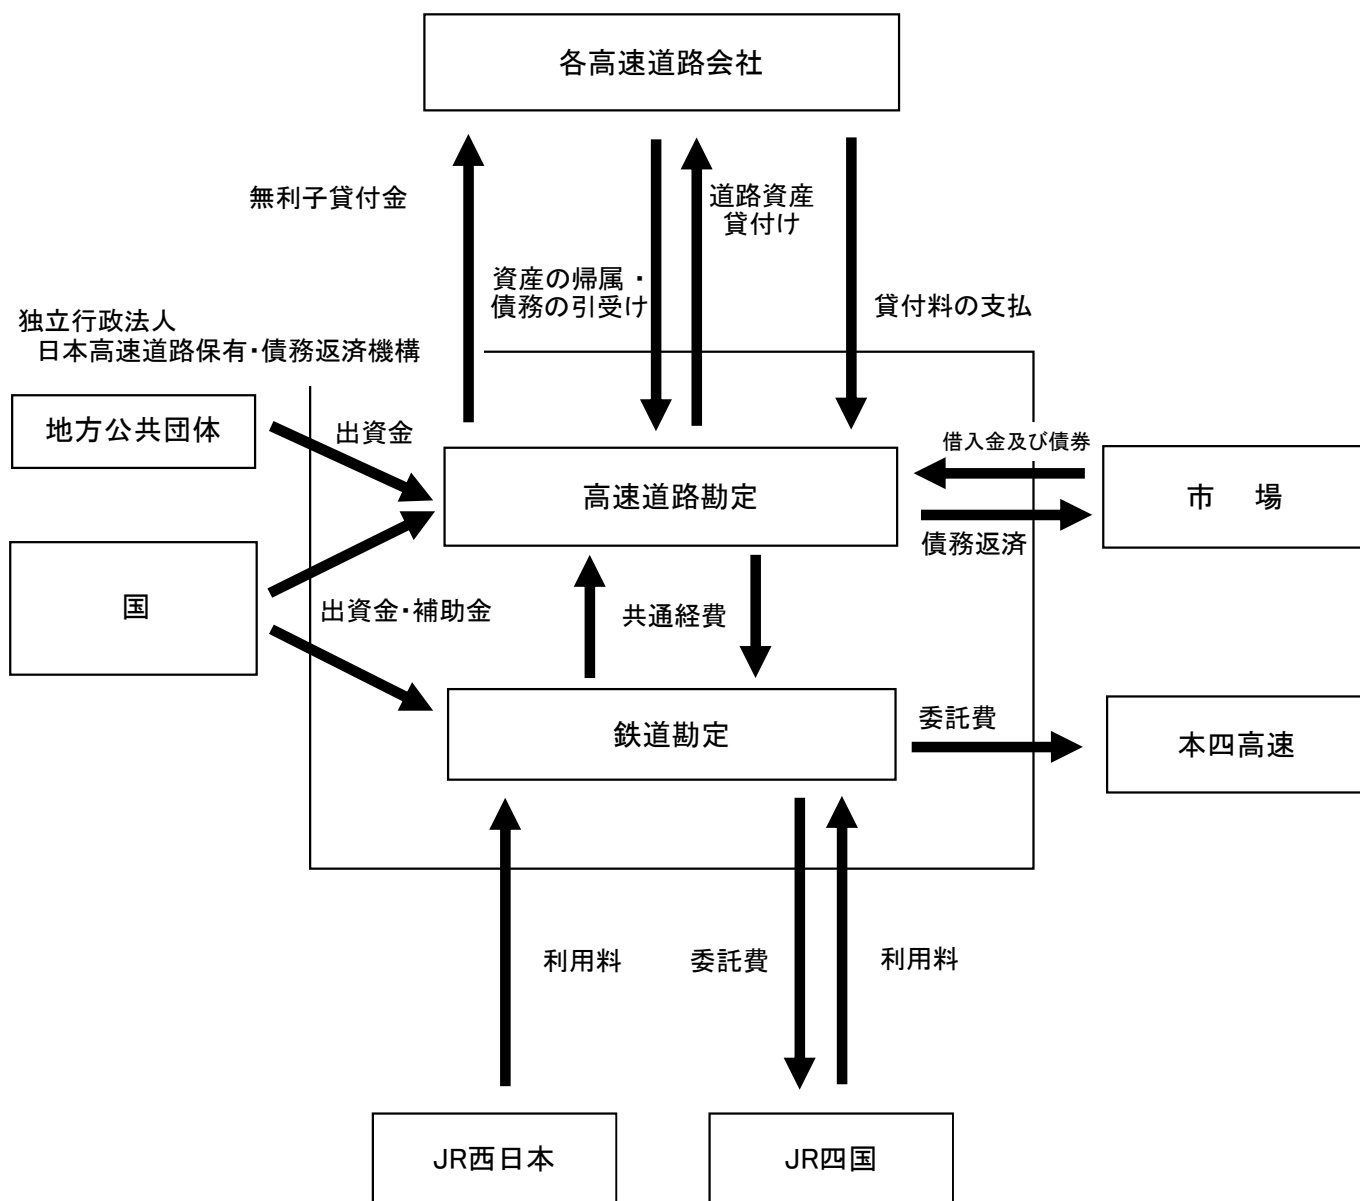 各高速道路会社
無利子貸付金
道路資産
貸付け
資産の帰属・
債務の引受け
貸付料の支払
独立行政法人
日本高速道路保有・債務返済機構
地方公共団体
出資金
借入金及び債券
高速道路勘定
市 場
債務返済
国
出資金・補助金
共通経費
鉄道勘定
委託費
本四高速
利用料
委託費
利用料
JR西日本
JR四国